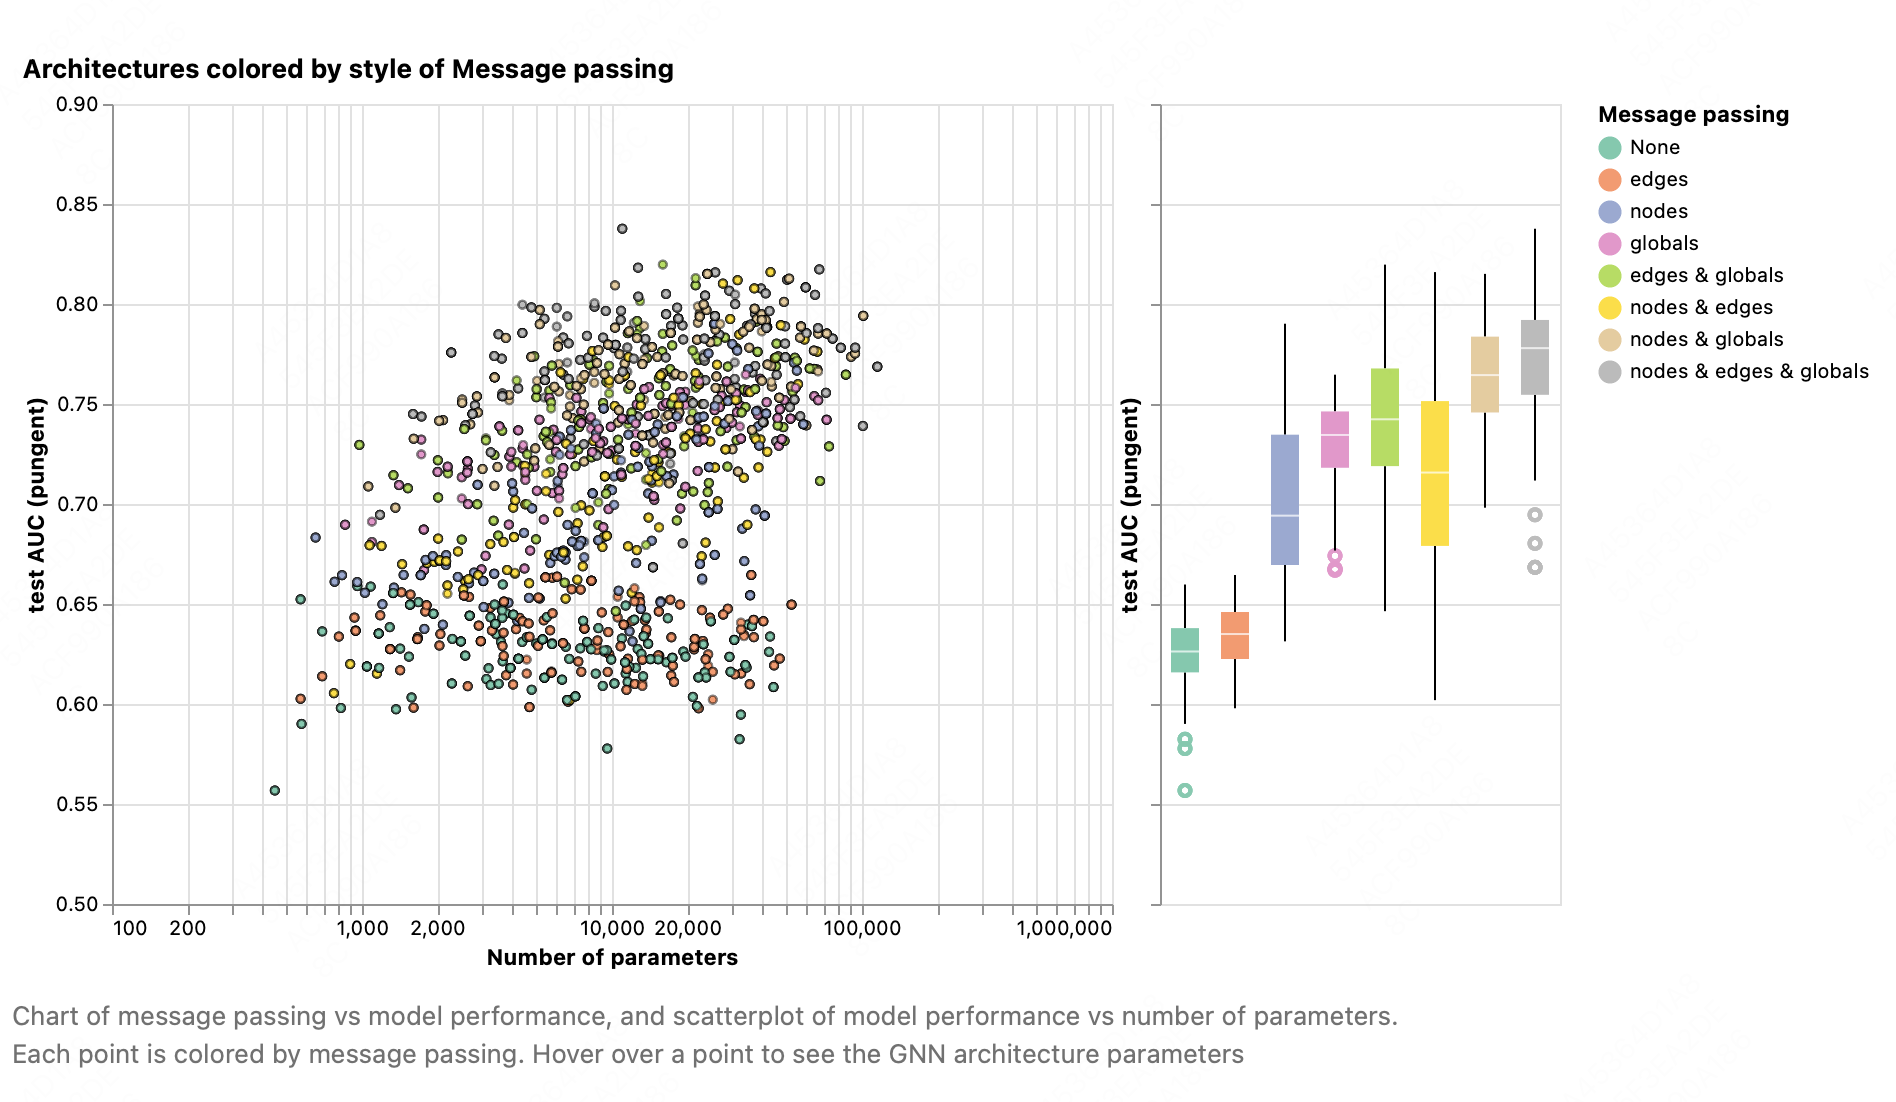 Architectures colored by style of Message passing
0.90
0.85
0.80
0.75
0.70
0.65
0.60
0.55
0.50
test AUC (pungent)
100 200 1,000 2,000 10,000 20,000 100,000 1,000,000
Number of parameters
test AUC (pungent)
Message passing
None
edges
nodes
globals
edges & globals
nodes & edges
nodes & globals
nodes & edges & globals
Chart of message passing vs model performance, and scatterplot of model performance vs number of parameters.
Each point is colored by message passing. Hover over a point to see the GNN architecture parameters